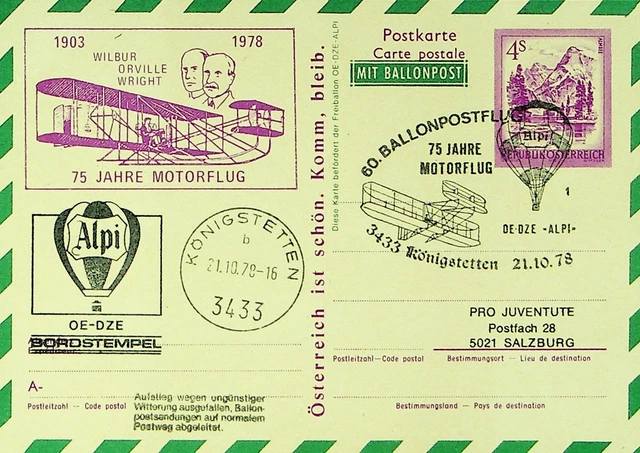 1903
1978
WILBUR
ORVILLE
WRIGHT
75 JAHRE MOTORFLUG
Alpi
OE-DZE
BORDSTEMPEL
KÖNIGSTETTEN
b
21.10.78-16
3433
A-
Postleitzahl — Code postal
Aufstieg wegen ungünstiger
Witterung ausgefallen, Ballon-
postsendungen auf normalem
Postweg abgeleitet.
Österreich ist schön. Komm, bleib.
Diese Karte befördert der Freiballon OE-DZE-ALPI
Postkarte
Carte postale
MIT BALLONPOST
4S
REPUBLIK ÖSTERREICH
60. BALLONPOSTFLUG
75 JAHRE
MOTORFLUG
Alpi
1
OE-DZE -ALPI-
3433 Königstetten 21.10.78
PRO JUVENTUTE
Postfach 28
5021 SALZBURG
Postleitzahl—Code postal
Bestimmungsort — Lieu de destination
Bestimmungsland — Pays de destination